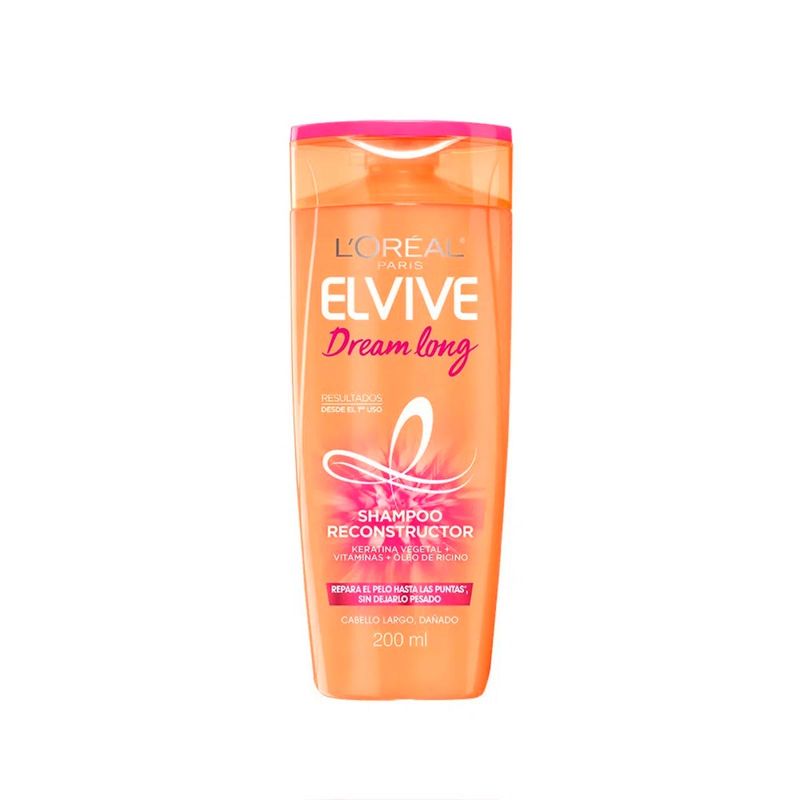 L'ORÉAL®
PARIS
ELVIVE
Dream long
RESULTADOS
DESDE EL 1ER USO
SHAMPOO
RECONSTRUCTOR
KERATINA VEGETAL +
VITAMINAS + ÓLEO DE RICINO
REPARA EL PELO HASTA LAS PUNTAS*,
SIN DEJARLO PESADO
CABELLO LARGO, DAÑADO
200 ml